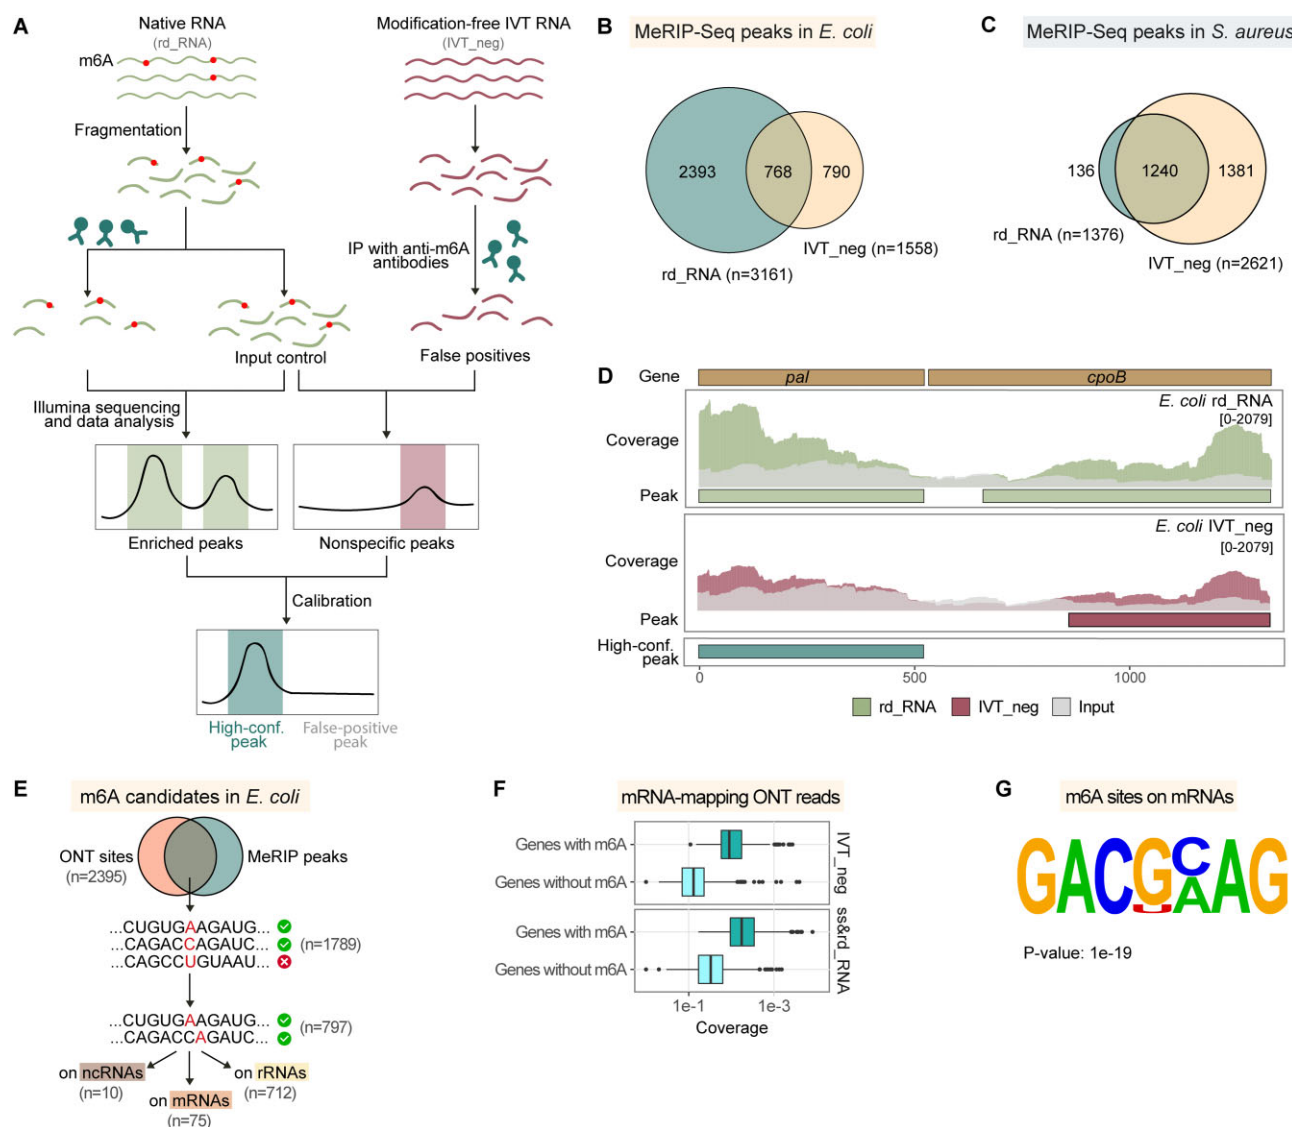 A
Native RNA
(rd_RNA)
Modification-free IVT RNA
(IVT_neg)
m6A
Fragmentation
IP with anti-m6A
antibodies
Input control
False positives
Illumina sequencing
and data analysis
Enriched peaks
Nonspecific peaks
Calibration
High-conf.
peak
False-positive
peak
B
MeRIP-Seq peaks in E. coli
2393
768
790
IVT_neg (n=1558)
rd_RNA (n=3161)
C
MeRIP-Seq peaks in S. aureus
136
1240
1381
rd_RNA (n=1376)
IVT_neg (n=2621)
D
Gene
pal
cpoB
E. coli rd_RNA
[0-2079]
Coverage
Peak
E. coli IVT_neg
[0-2079]
Coverage
Peak
High-conf.
peak
0
500
1000
rd_RNA
IVT_neg
Input
E
m6A candidates in E. coli
ONT sites
(n=2395)
MeRIP peaks
...CUGUGAAGAUG...
...CAGACCAGAUC...
(n=1789)
...CAGCCUGUAAU...
...CUGUGAAGAUG...
(n=797)
...CAGACCAGAUC...
on ncRNAs
(n=10)
on mRNAs
(n=75)
on rRNAs
(n=712)
F
mRNA-mapping ONT reads
Genes with m6A
Genes without m6A
IVT_neg
Genes with m6A
Genes without m6A
ss&rd_RNA
1e-1
1e-3
Coverage
G
m6A sites on mRNAs
GACGCAG
UA
P-value: 1e-19